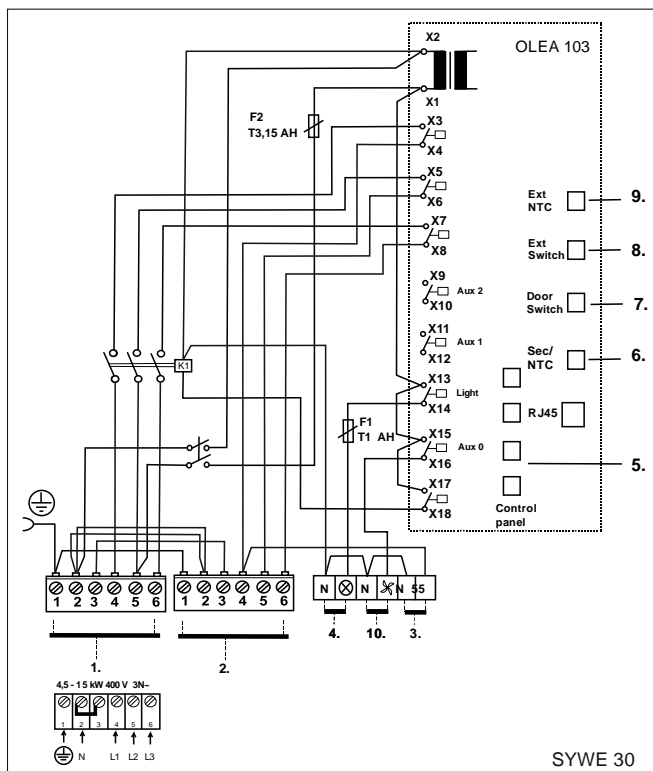 X2
OLEA 103
X1
F2
T3,15 AH
X3
X4
X5
X6
Ext
NTC
9.
X7
X8
Ext
Switch
8.
X9
Aux 2
X10
Door
Switch
7.
X11
Aux 1
X12
K1
Sec/
NTC
6.
X13
Light
X14
F1
T1 AH
RJ45
X15
Aux 0
X16
5.
X17
X18
Control
panel
1 2 3 4 5 6
1 2 3 4 5 6
N N N 55
4. 10. 3.
1. 2.
4,5 - 15 kW 400 V 3N~
1 2 3 4 5 6
N L1 L2 L3
SYWE 30